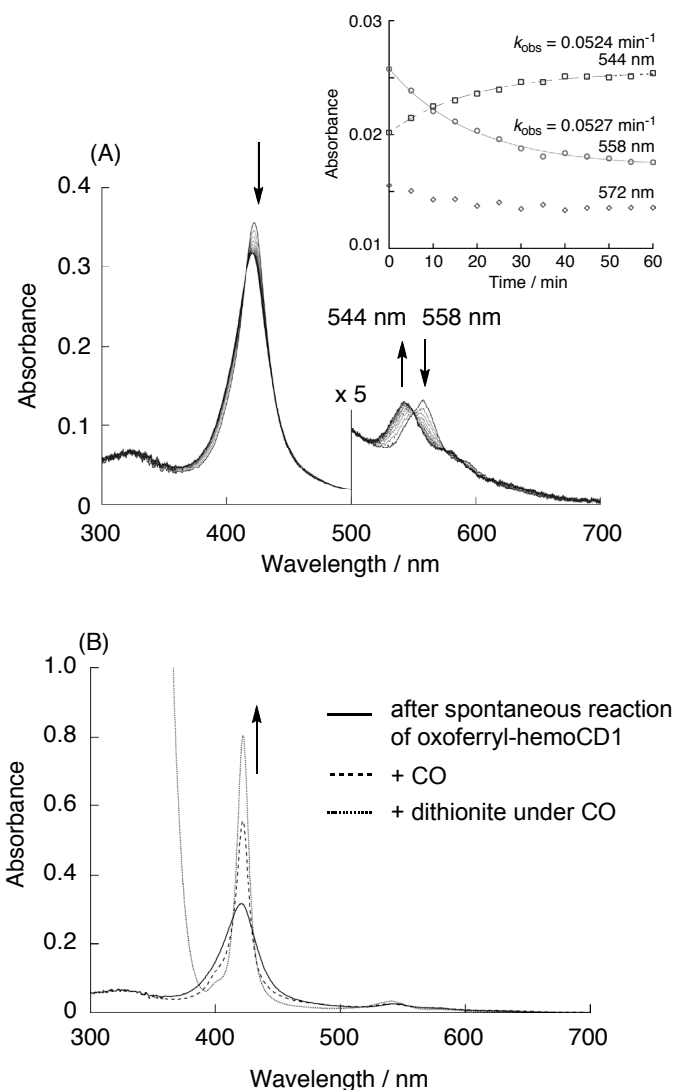 0.03
k_obs = 0.0524 min⁻¹
544 nm
k_obs = 0.0527 min⁻¹
558 nm
572 nm
0.02
0.01
Absorbance
0 10 20 30 40 50 60
Time / min
(A)
0.4
0.3
0.2
0.1
0
Absorbance
544 nm 558 nm
x 5
300 400 500 600 700
Wavelength / nm
(B)
1.0
0.8
0.6
0.4
0.2
0
Absorbance
after spontaneous reaction
of oxoferryl-hemoCD1
+ CO
+ dithionite under CO
300 400 500 600 700
Wavelength / nm